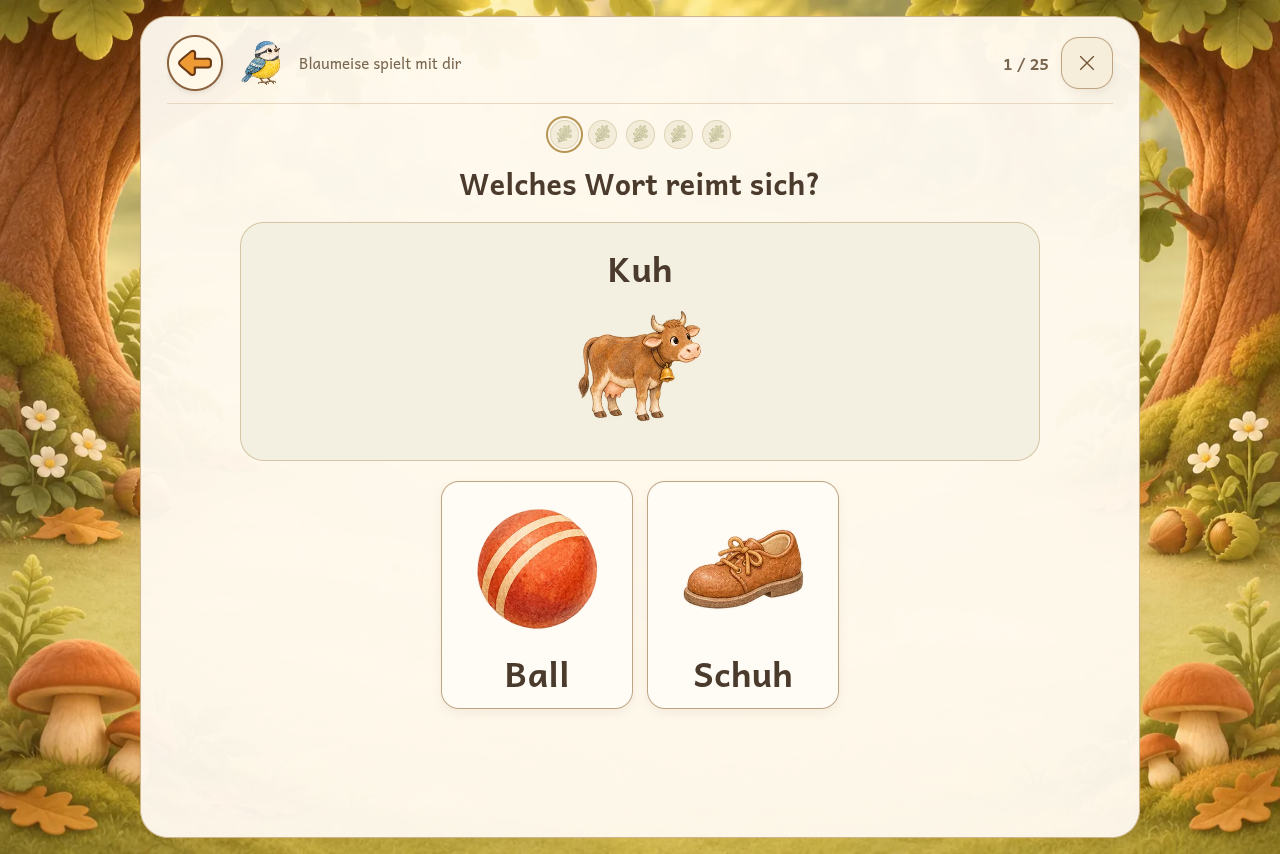 Blaumeise spielt mit dir
1 / 25
Welches Wort reimt sich?
Kuh
Ball
Schuh